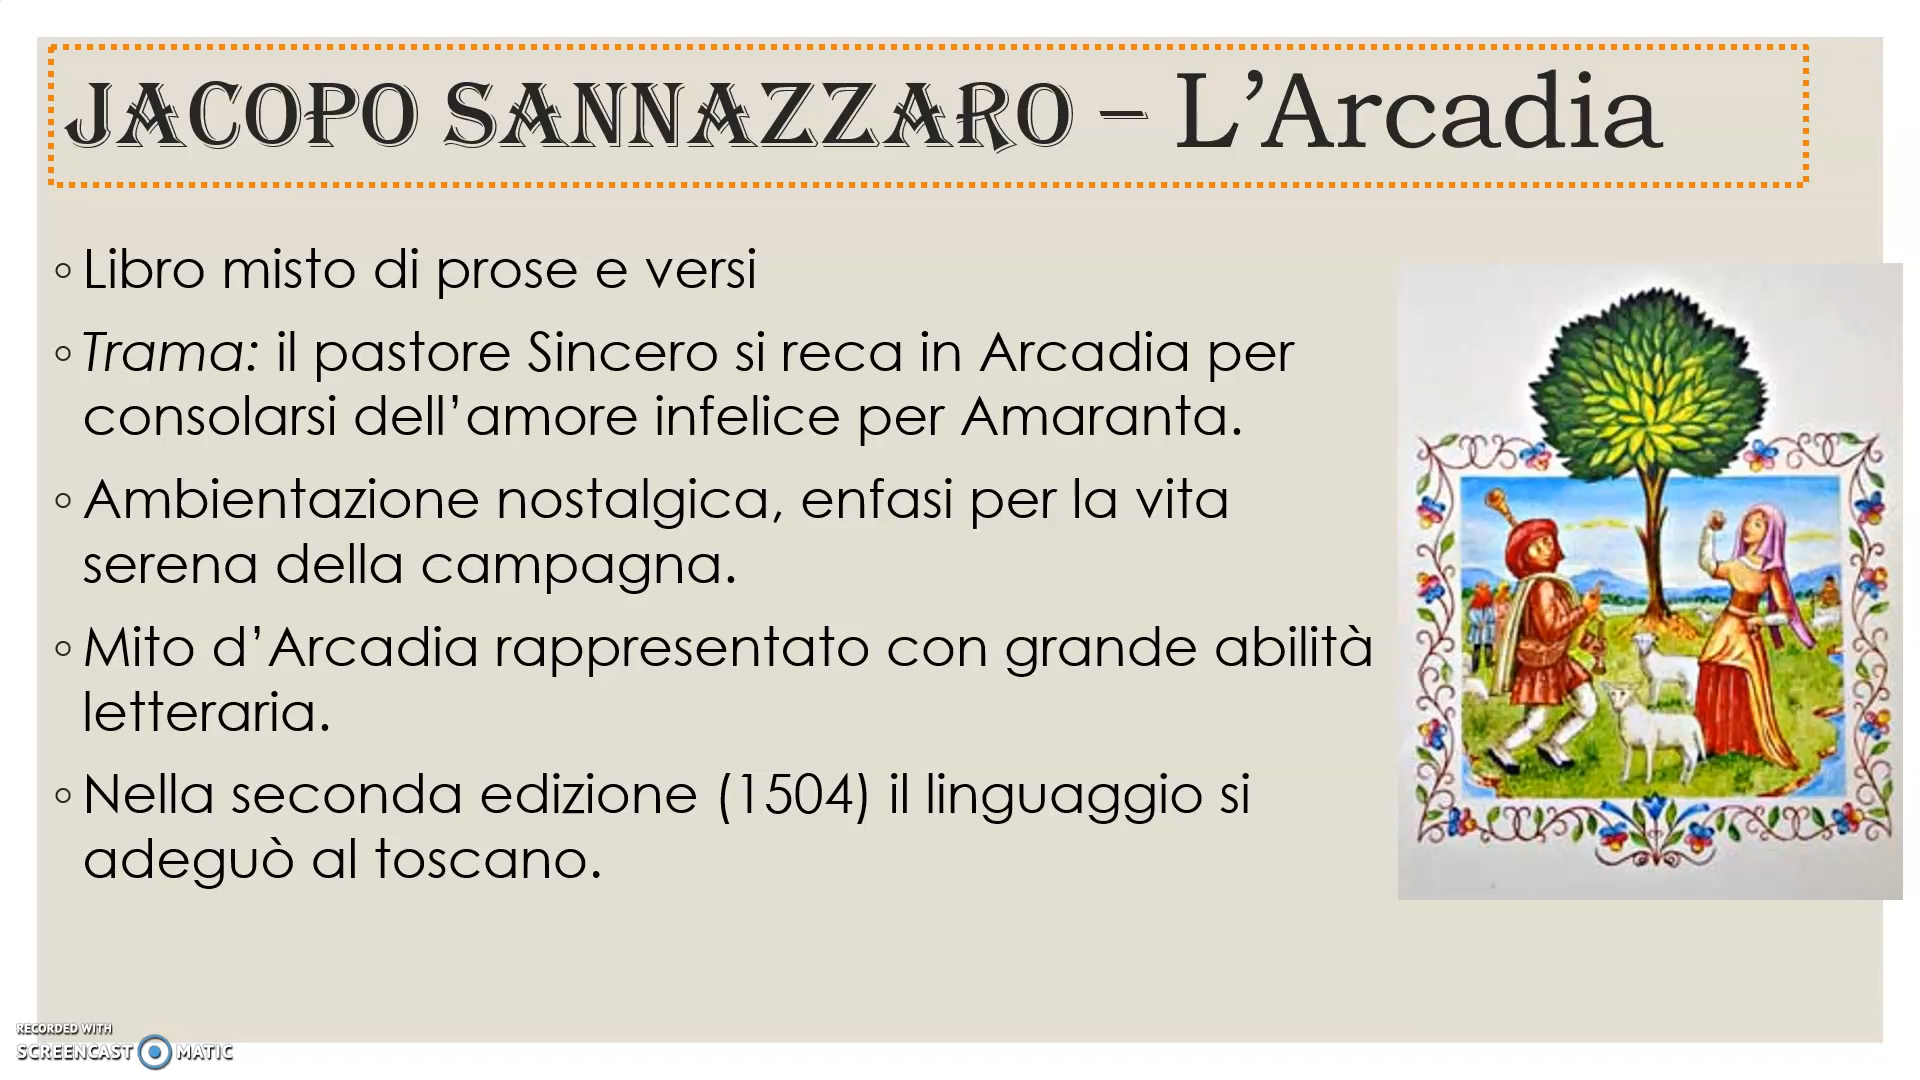 JACOPO SANNAZZARO – L’Arcadia
◦ Libro misto di prose e versi
◦ Trama: il pastore Sincero si reca in Arcadia per
consolarsi dell’amore infelice per Amaranta.
◦ Ambientazione nostalgica, enfasi per la vita
serena della campagna.
◦ Mito d’Arcadia rappresentato con grande abilità
letteraria.
◦ Nella seconda edizione (1504) il linguaggio si
adeguò al toscano.
RECORDED WITH
SCREENCAST MATIC